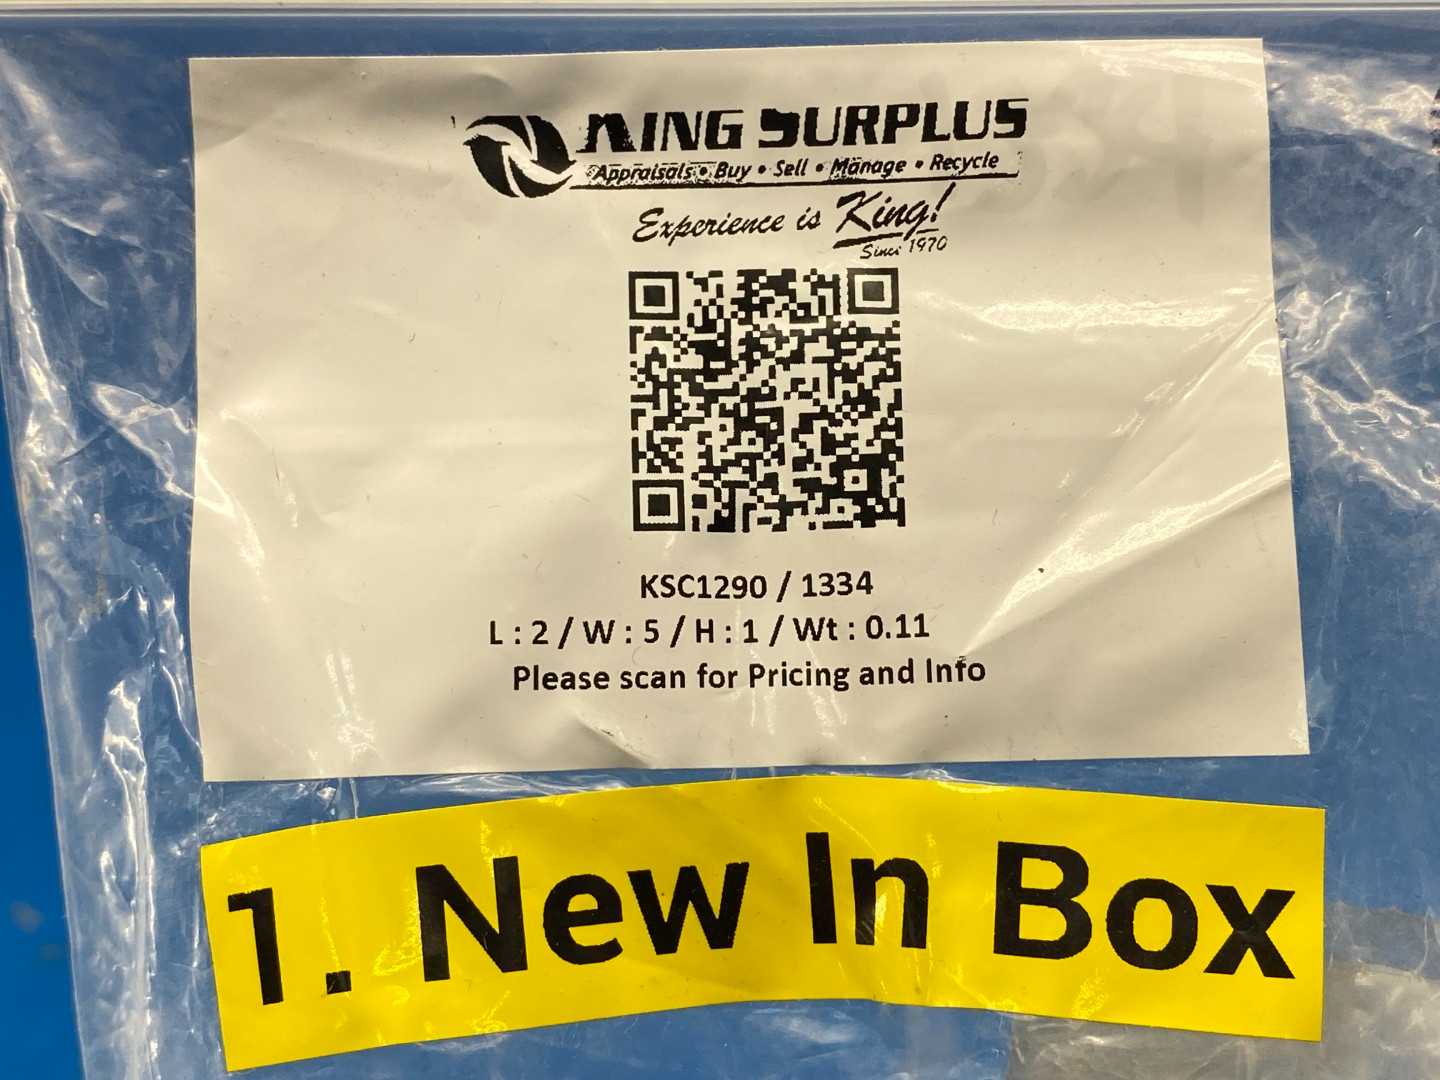 KING SURPLUS
Appraisals • Buy • Sell • Manage • Recycle
Experience is King!
Since 1970
KSC1290 / 1334
L : 2 / W : 5 / H : 1 / Wt : 0.11
Please scan for Pricing and Info
1. New In Box